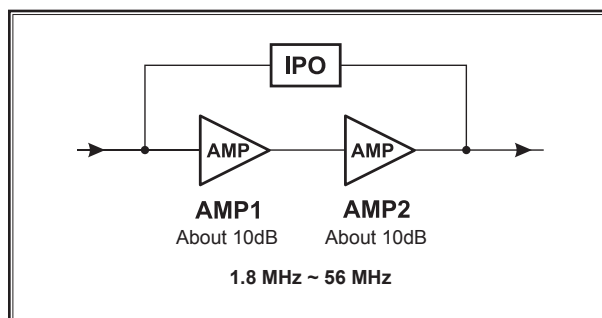 IPO
AMP AMP
AMP1 AMP2
About 10dB About 10dB
1.8 MHz ~ 56 MHz